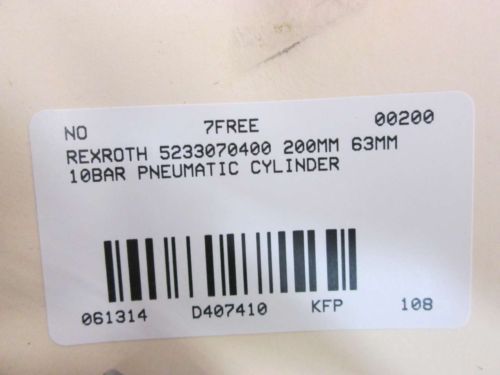 NO 7FREE 00200
REXROTH 5233070400 200MM 63MM
10BAR PNEUMATIC CYLINDER
061314 D407410 KFP 108